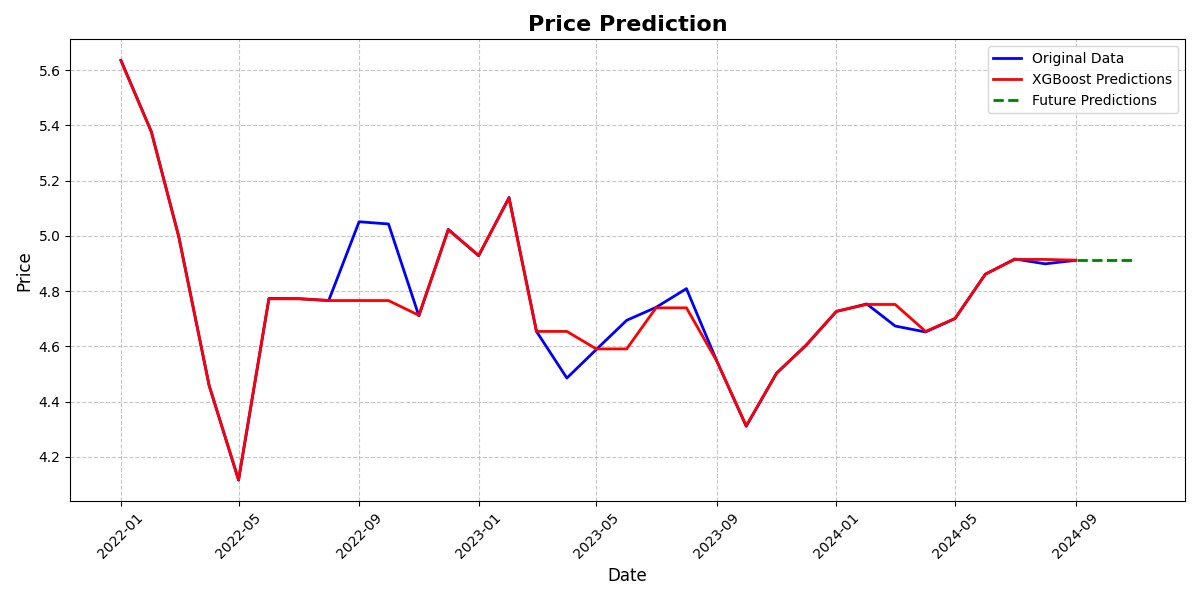 Price Prediction
Original Data
XGBoost Predictions
Future Predictions
Price
5.6
5.4
5.2
5.0
4.8
4.6
4.4
4.2
2022-01
2022-05
2022-09
2023-01
2023-05
2023-09
2024-01
2024-05
2024-09
Date